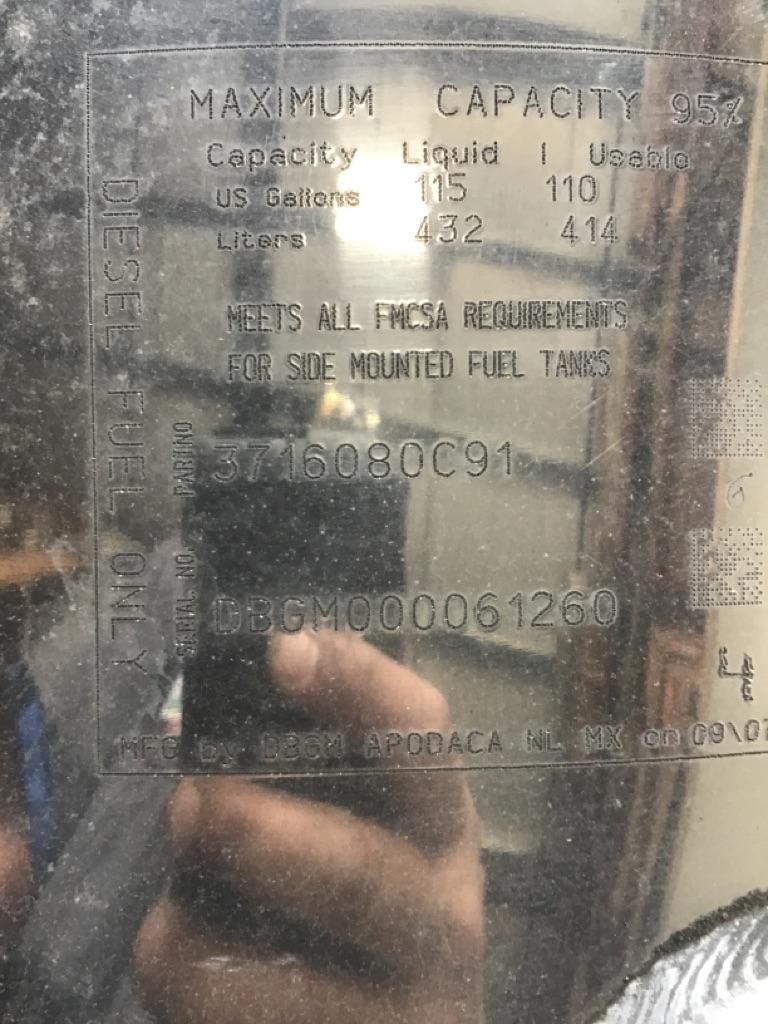 MAXIMUM CAPACITY 95%
Capacity Liquid | Usable
US Gallons 115 110
Liters 432 414
MEETS ALL FMCSA REQUIREMENTS
FOR SIDE MOUNTED FUEL TANKS
PARTNO 3716080C91
SERIAL NO. DBGM000061260
DIESEL FUEL ONLY
MFG by DBGM APODACA NL MX on 09\07